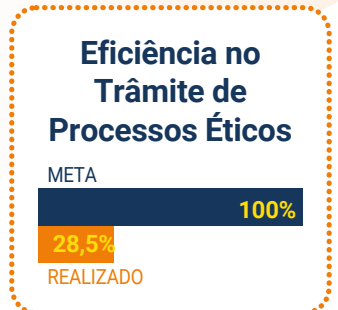 Eficiência no
Trâmite de
Processos Éticos
META
100%
28,5%
REALIZADO